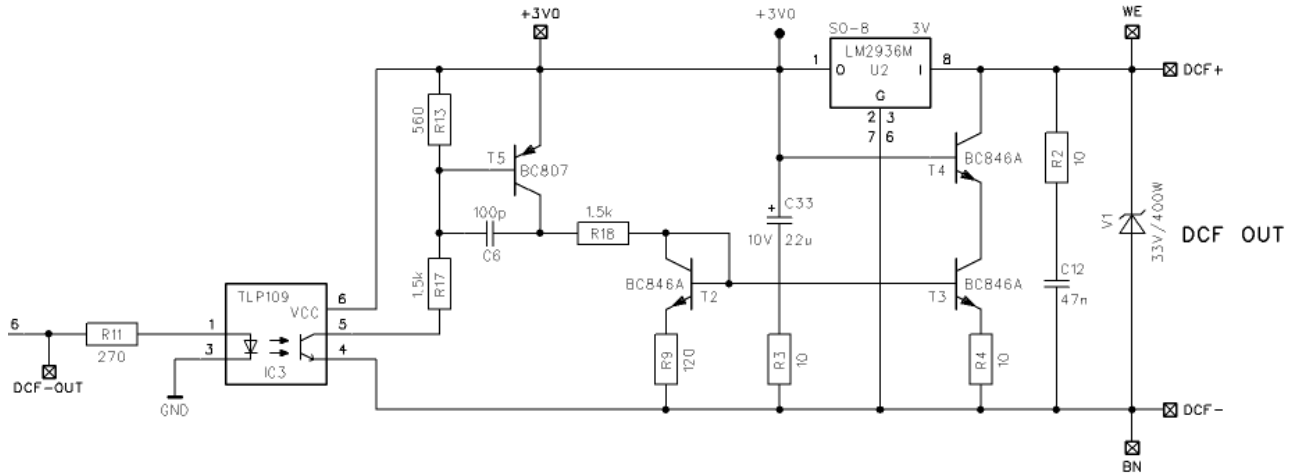 +3V0
+3V0
SO-8
3V
WE
LM2936M
U2
1
O
I
8
G
2
3
7
6
DCF+
560
R13
T5
BC807
T4
BC846A
R2
10
100p
C6
1.5k
R18
+
C33
10V
22u
V1
33V/400W
DCF OUT
1.5k
R17
BC846A
T2
T3
BC846A
C12
47n
TLP109
VCC
6
5
4
1
3
IC3
6
R11
270
DCF-OUT
GND
R9
120
R3
10
R4
10
DCF-
BN